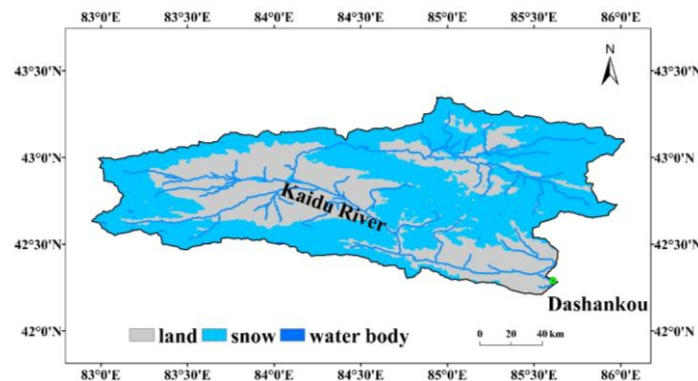 83°0'E 83°30'E 84°0'E 84°30'E 85°0'E 85°30'E 86°0'E
N
43°30'N 43°30'N
43°0'N 43°0'N
Kaidu River
42°30'N 42°30'N
Dashankou
42°0'N 42°0'N
land snow water body
0 20 40 km
83°0'E 83°30'E 84°0'E 84°30'E 85°0'E 85°30'E 86°0'E